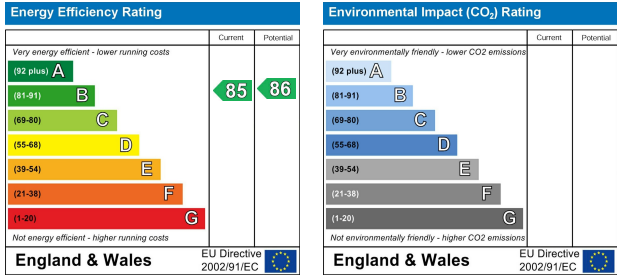 Energy Efficiency Rating
Current Potential
Very energy efficient - lower running costs
(92 plus) A
(81-91) B
85 86
(69-80) C
(55-68) D
(39-54) E
(21-38) F
(1-20) G
Not energy efficient - higher running costs
England & Wales
EU Directive
2002/91/EC
Environmental Impact (CO2) Rating
Current Potential
Very environmentally friendly - lower CO2 emissions
(92 plus) A
(81-91) B
(69-80) C
(55-68) D
(39-54) E
(21-38) F
(1-20) G
Not environmentally friendly - higher CO2 emissions
England & Wales
EU Directive
2002/91/EC